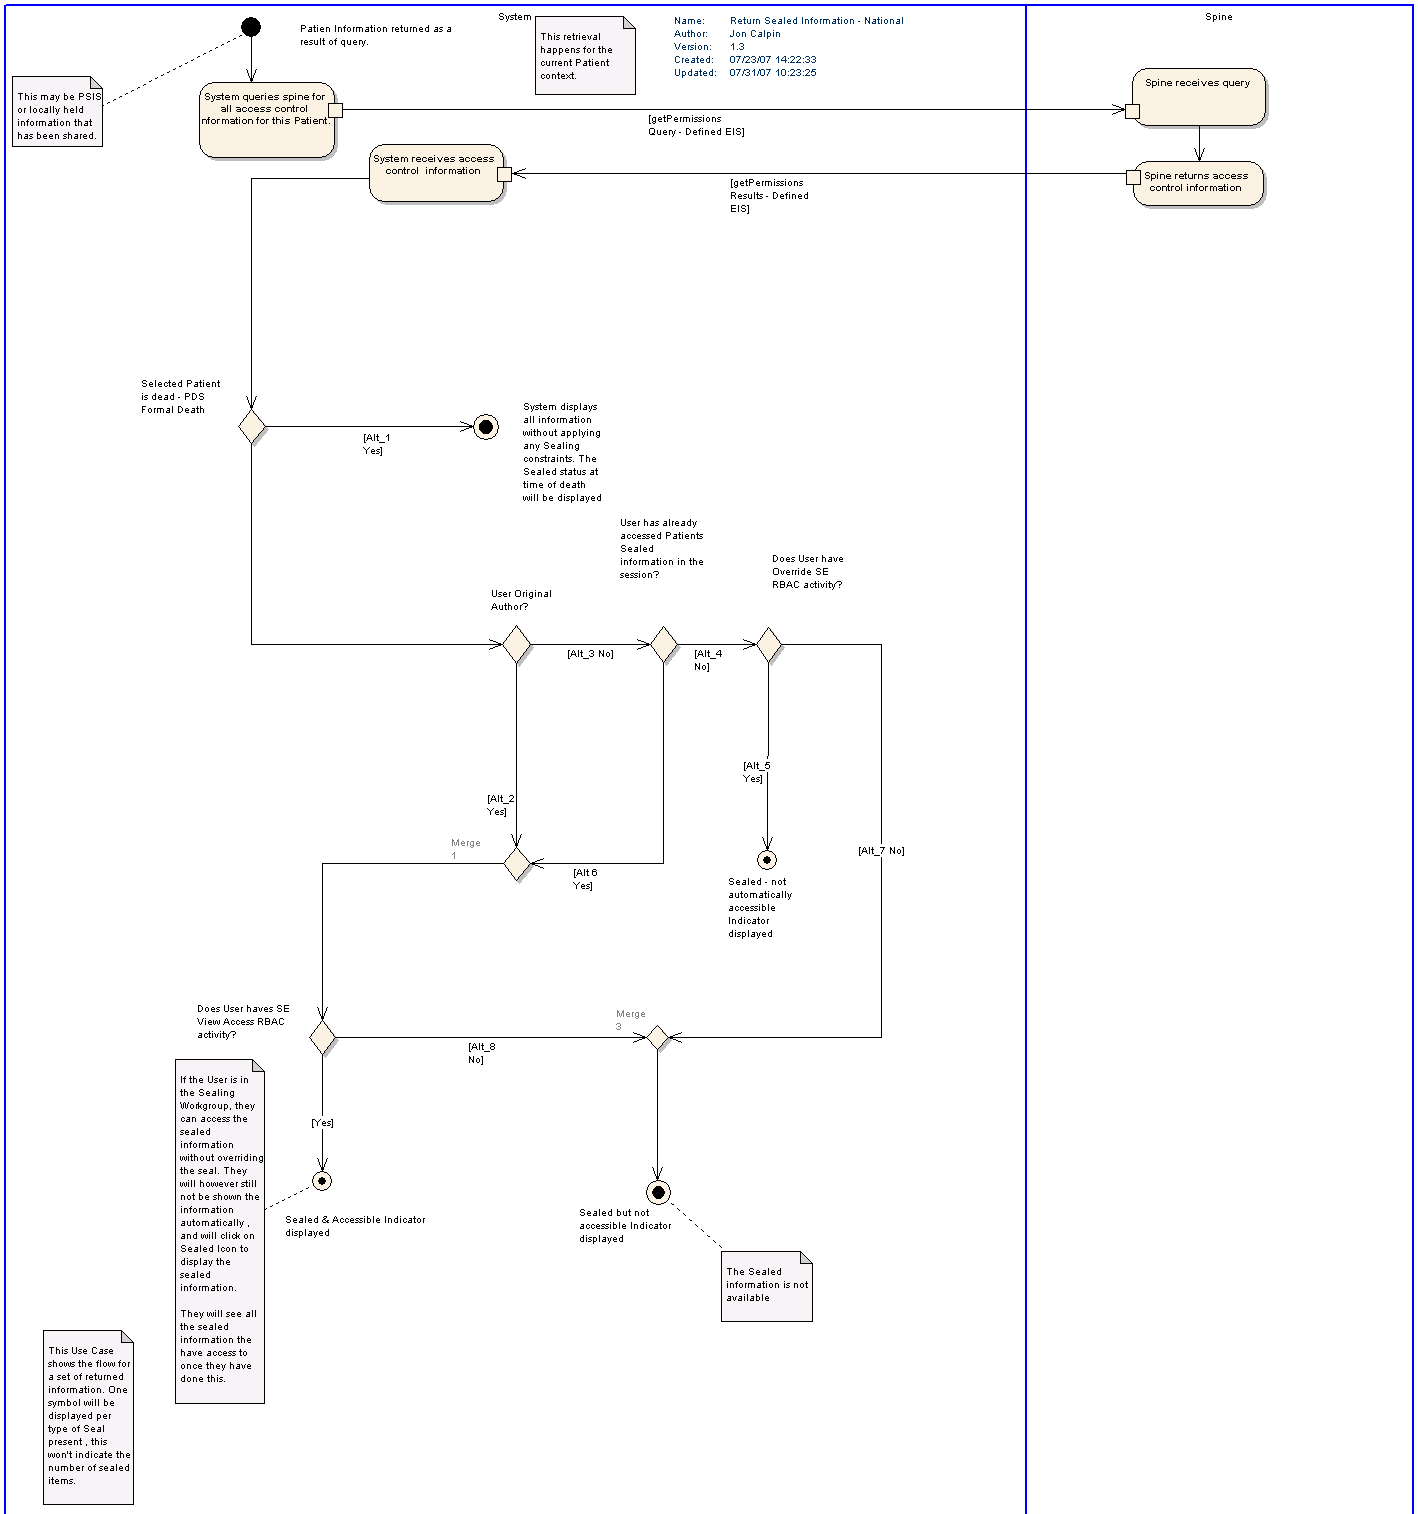 System
Spine
Patien Information returned as a
result of query.
This retrieval
happens for the
current Patient
context.
Name: Return Sealed Information - National
Author: Jon Calpin
Version: 1.3
Created: 07/23/07 14:22:33
Updated: 07/31/07 10:23:25
This may be PSIS
or locally held
information that
has been shared.
System queries spine for
all access control
nformation for this Patient.
Spine receives query
[getPermissions
Query - Defined EIS]
System receives access
control information
Spine returns access
control information
[getPermissions
Results - Defined
EIS]
Selected Patient
is dead - PDS
Formal Death
[Alt_1
Yes]
System displays
all information
without applying
any Sealing
constraints. The
Sealed status at
time of death
will be displayed
User has already
accessed Patients
Sealed
information in the
session?
Does User have
Override SE
RBAC activity?
User Original
Author?
[Alt_3 No]
[Alt_4
No]
[Alt_5
Yes]
[Alt_2
Yes]
Merge
1
[Alt 6
Yes]
[Alt_7 No]
Sealed - not
automatically
accessible
Indicator
displayed
Does User haves SE
View Access RBAC
activity?
Merge
3
[Alt_8
No]
If the User is in
the Sealing
Workgroup, they
can access the
sealed
information
without overriding
the seal. They
will however still
not be shown the
information
automatically ,
and will click on
Sealed Icon to
display the
sealed
information.
They will see all
the sealed
information the
have access to
once they have
done this.
[Yes]
Sealed & Accessible Indicator
displayed
Sealed but not
accessible Indicator
displayed
The Sealed
information is not
available
This Use Case
shows the flow for
a set of returned
information. One
symbol will be
displayed per
type of Seal
present , this
won't indicate the
number of sealed
items.